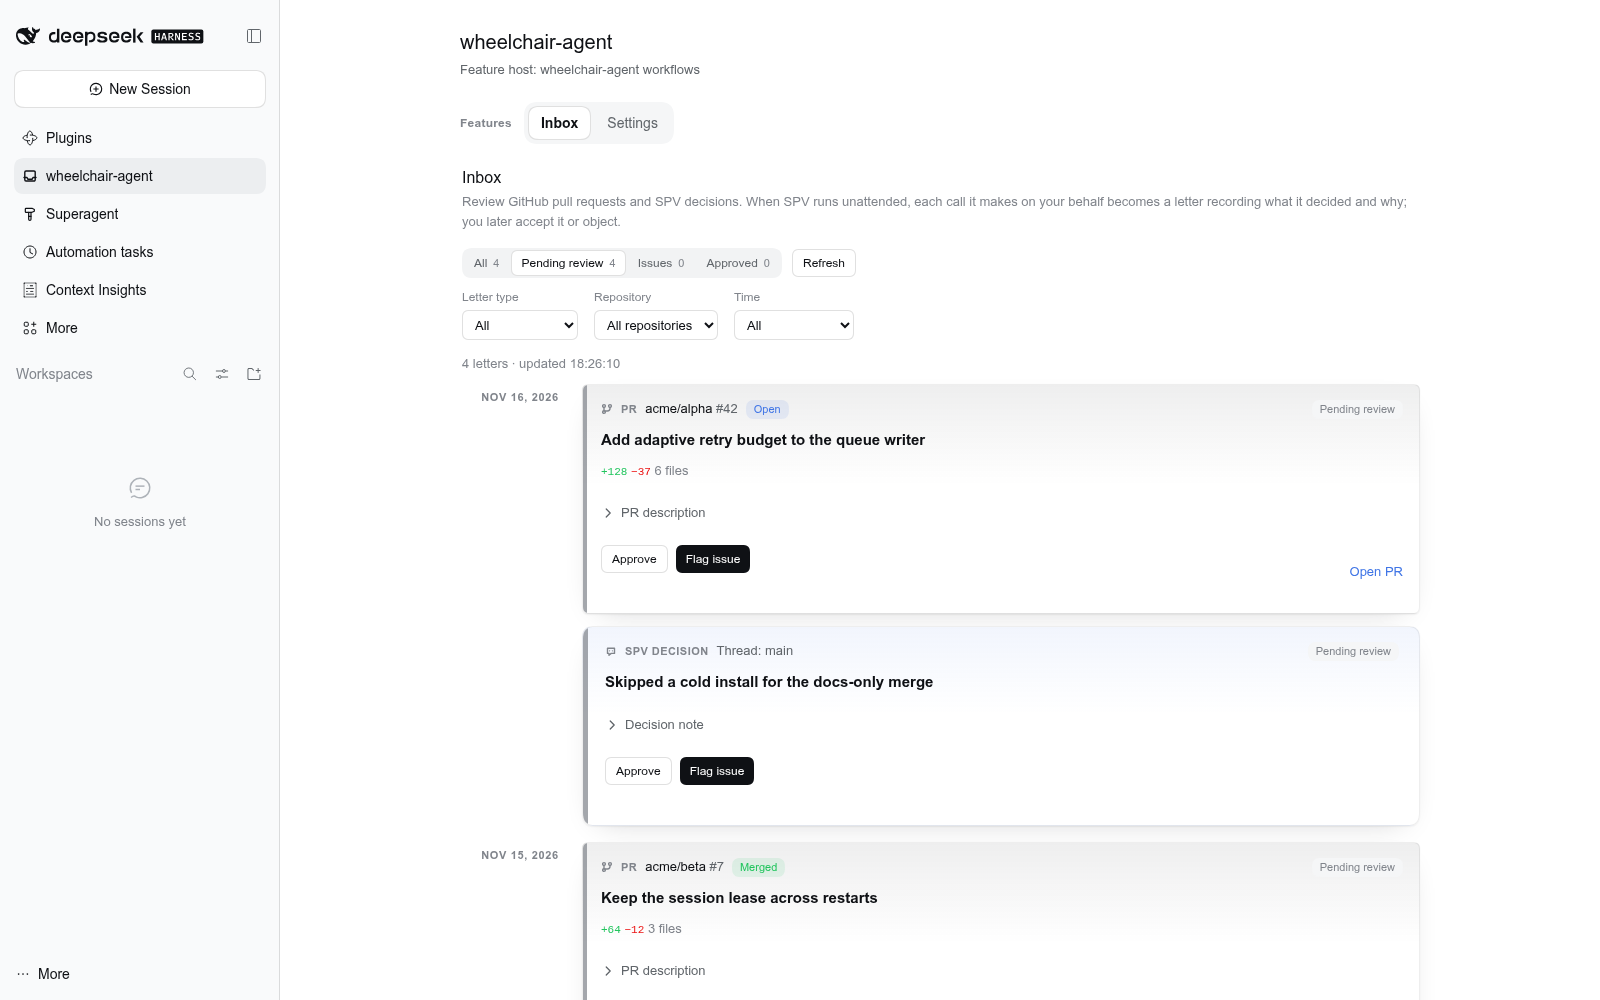 deepseek HARNESS
New Session
Plugins
wheelchair-agent
Superagent
Automation tasks
Context Insights
More
Workspaces
No sessions yet
More
wheelchair-agent
Feature host: wheelchair-agent workflows
Features Inbox Settings
Inbox
Review GitHub pull requests and SPV decisions. When SPV runs unattended, each call it makes on your behalf becomes a letter recording what it decided and why;
you later accept it or object.
All 4 Pending review 4 Issues 0 Approved 0 Refresh
Letter type Repository Time
All All repositories All
4 letters · updated 18:26:10
NOV 16, 2026
PR acme/alpha #42 Open Pending review
Add adaptive retry budget to the queue writer
+128 −37 6 files
PR description
Approve Flag issue
Open PR
SPV DECISION Thread: main Pending review
Skipped a cold install for the docs-only merge
Decision note
Approve Flag issue
NOV 15, 2026
PR acme/beta #7 Merged Pending review
Keep the session lease across restarts
+64 −12 3 files
PR description